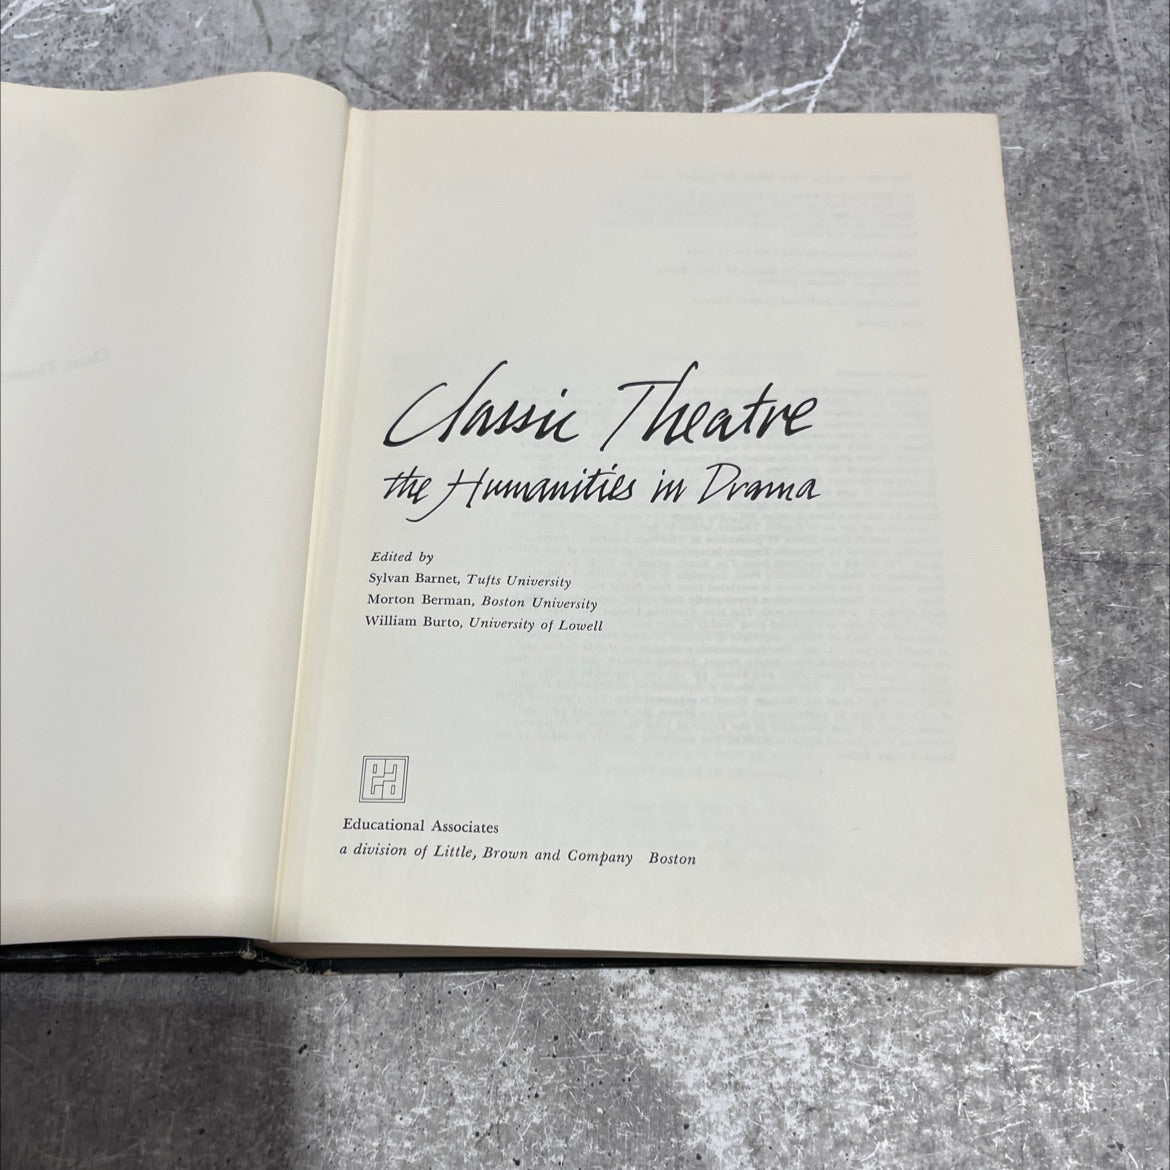 Classic Theatre
the Humanities in Drama
Edited by
Sylvan Barnet, Tufts University
Morton Berman, Boston University
William Burto, University of Lowell
Educational Associates
a division of Little, Brown and Company Boston